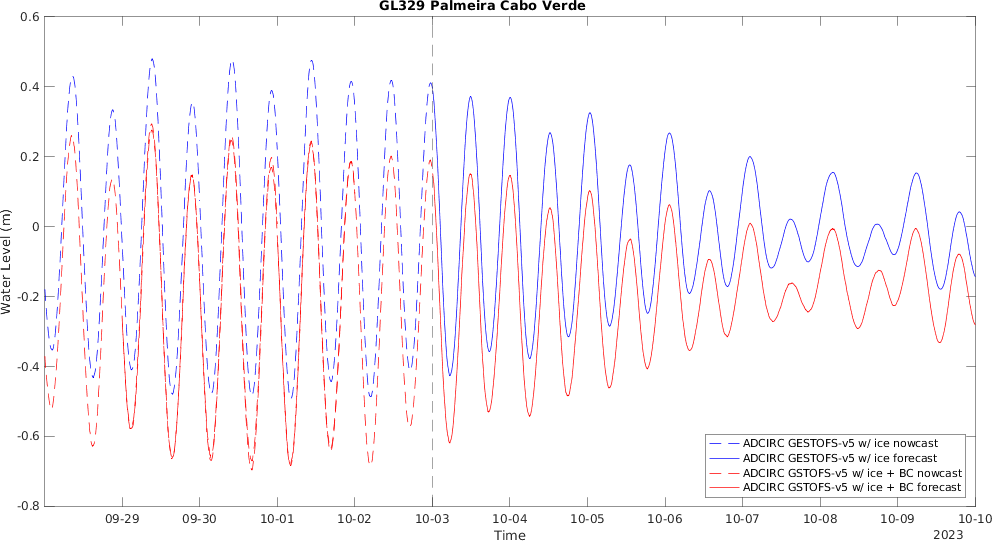 GL329 Palmeira Cabo Verde
0.6
0.4
0.2
0
-0.2
-0.4
-0.6
-0.8
Water Level (m)
ADCIRC GESTOFS-v5 w/ ice nowcast
ADCIRC GESTOFS-v5 w/ ice forecast
ADCIRC GSTOFS-v5 w/ ice + BC nowcast
ADCIRC GSTOFS-v5 w/ ice + BC forecast
09-29 09-30 10-01 10-02 10-03 10-04 10-05 10-06 10-07 10-08 10-09 10-10
Time
2023